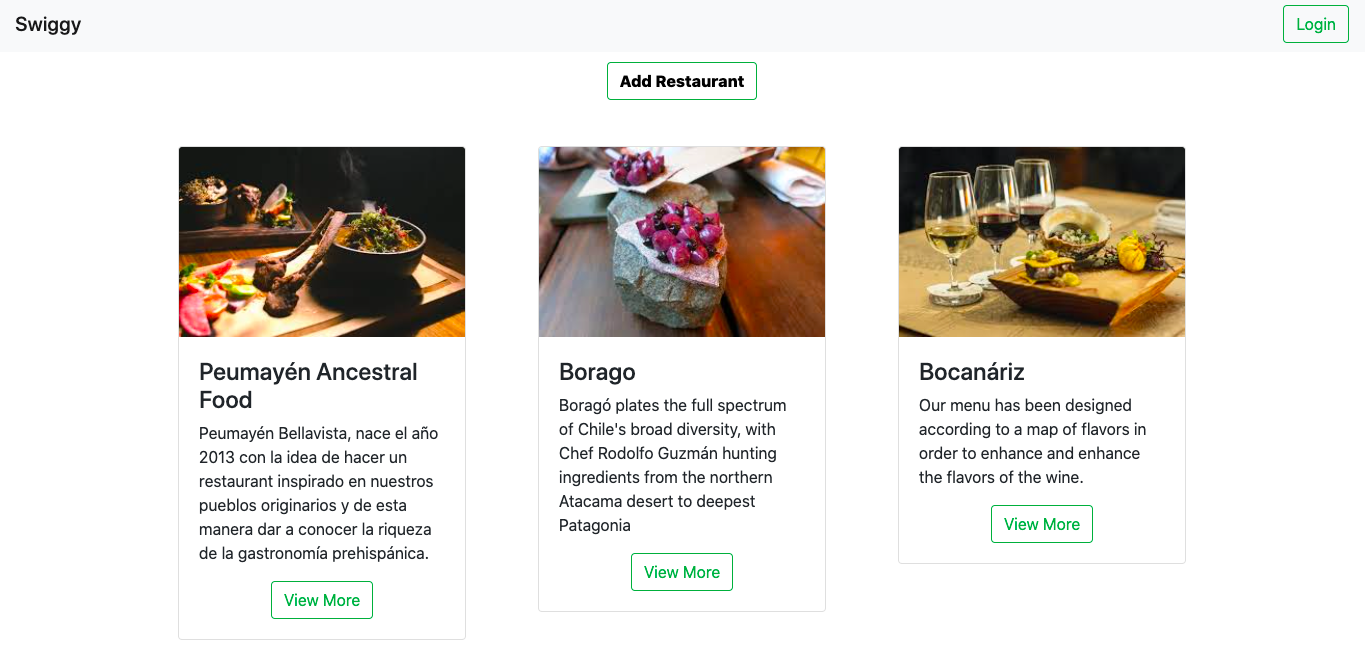 Swiggy
Login
Add Restaurant
Peumayén Ancestral
Food
Peumayén Bellavista, nace el año
2013 con la idea de hacer un
restaurant inspirado en nuestros
pueblos originarios y de esta
manera dar a conocer la riqueza
de la gastronomía prehispánica.
View More
Borago
Boragó plates the full spectrum
of Chile's broad diversity, with
Chef Rodolfo Guzmán hunting
ingredients from the northern
Atacama desert to deepest
Patagonia
View More
Bocanáriz
Our menu has been designed
according to a map of flavors in
order to enhance and enhance
the flavors of the wine.
View More